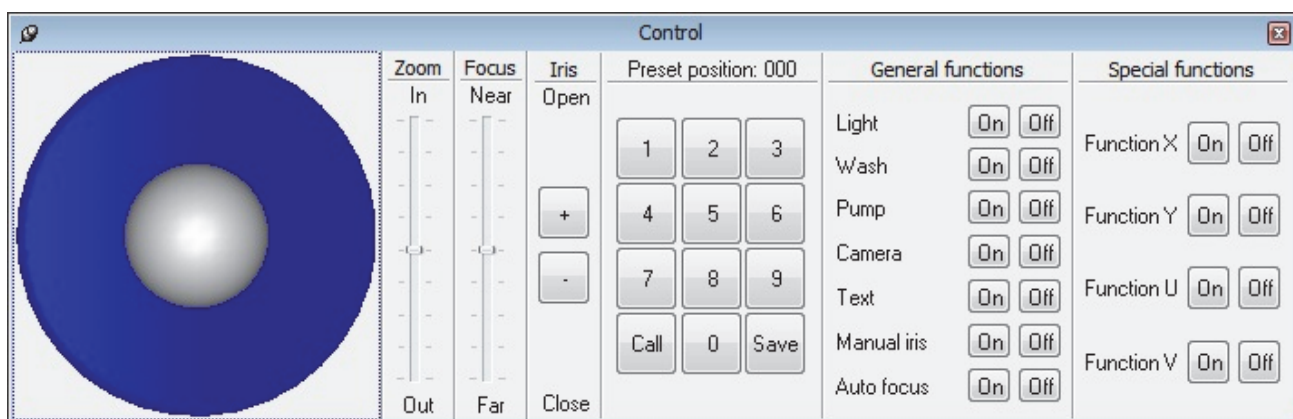 Control
Zoom
In
Out
Focus
Near
Far
Iris
Open
+
-
Close
Preset position: 000
1 2 3
4 5 6
7 8 9
Call 0 Save
General functions
Light On Off
Wash On Off
Pump On Off
Camera On Off
Text On Off
Manual iris On Off
Auto focus On Off
Special functions
Function X On Off
Function Y On Off
Function U On Off
Function V On Off